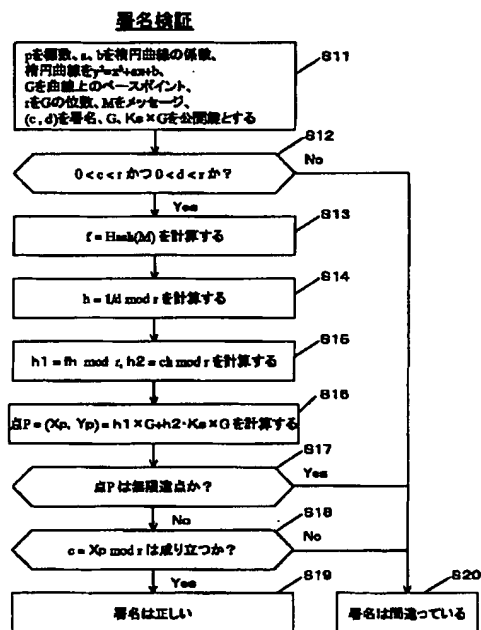 署名検証
S11
pを標数、a、bを楕円曲線の係数、
楕円曲線をy²=x³+ax+b、
Gを曲線上のベースポイント、
rをGの位数、Mをメッセージ、
(c,d)を署名、G、Ks×Gを公開鍵とする
S12
0<c<rかつ0<d<rか?
No
Yes
S13
f=Hash(M)を計算する
S14
h=1/d mod rを計算する
S15
h1=fh mod r, h2=ch mod rを計算する
S16
点P=(Xp, Yp)=h1×G+h2・Ks×Gを計算する
S17
点Pは無限遠点か?
Yes
No
S18
c=Xp mod rは成り立つか?
No
Yes
S19
署名は正しい
S20
署名は間違っている